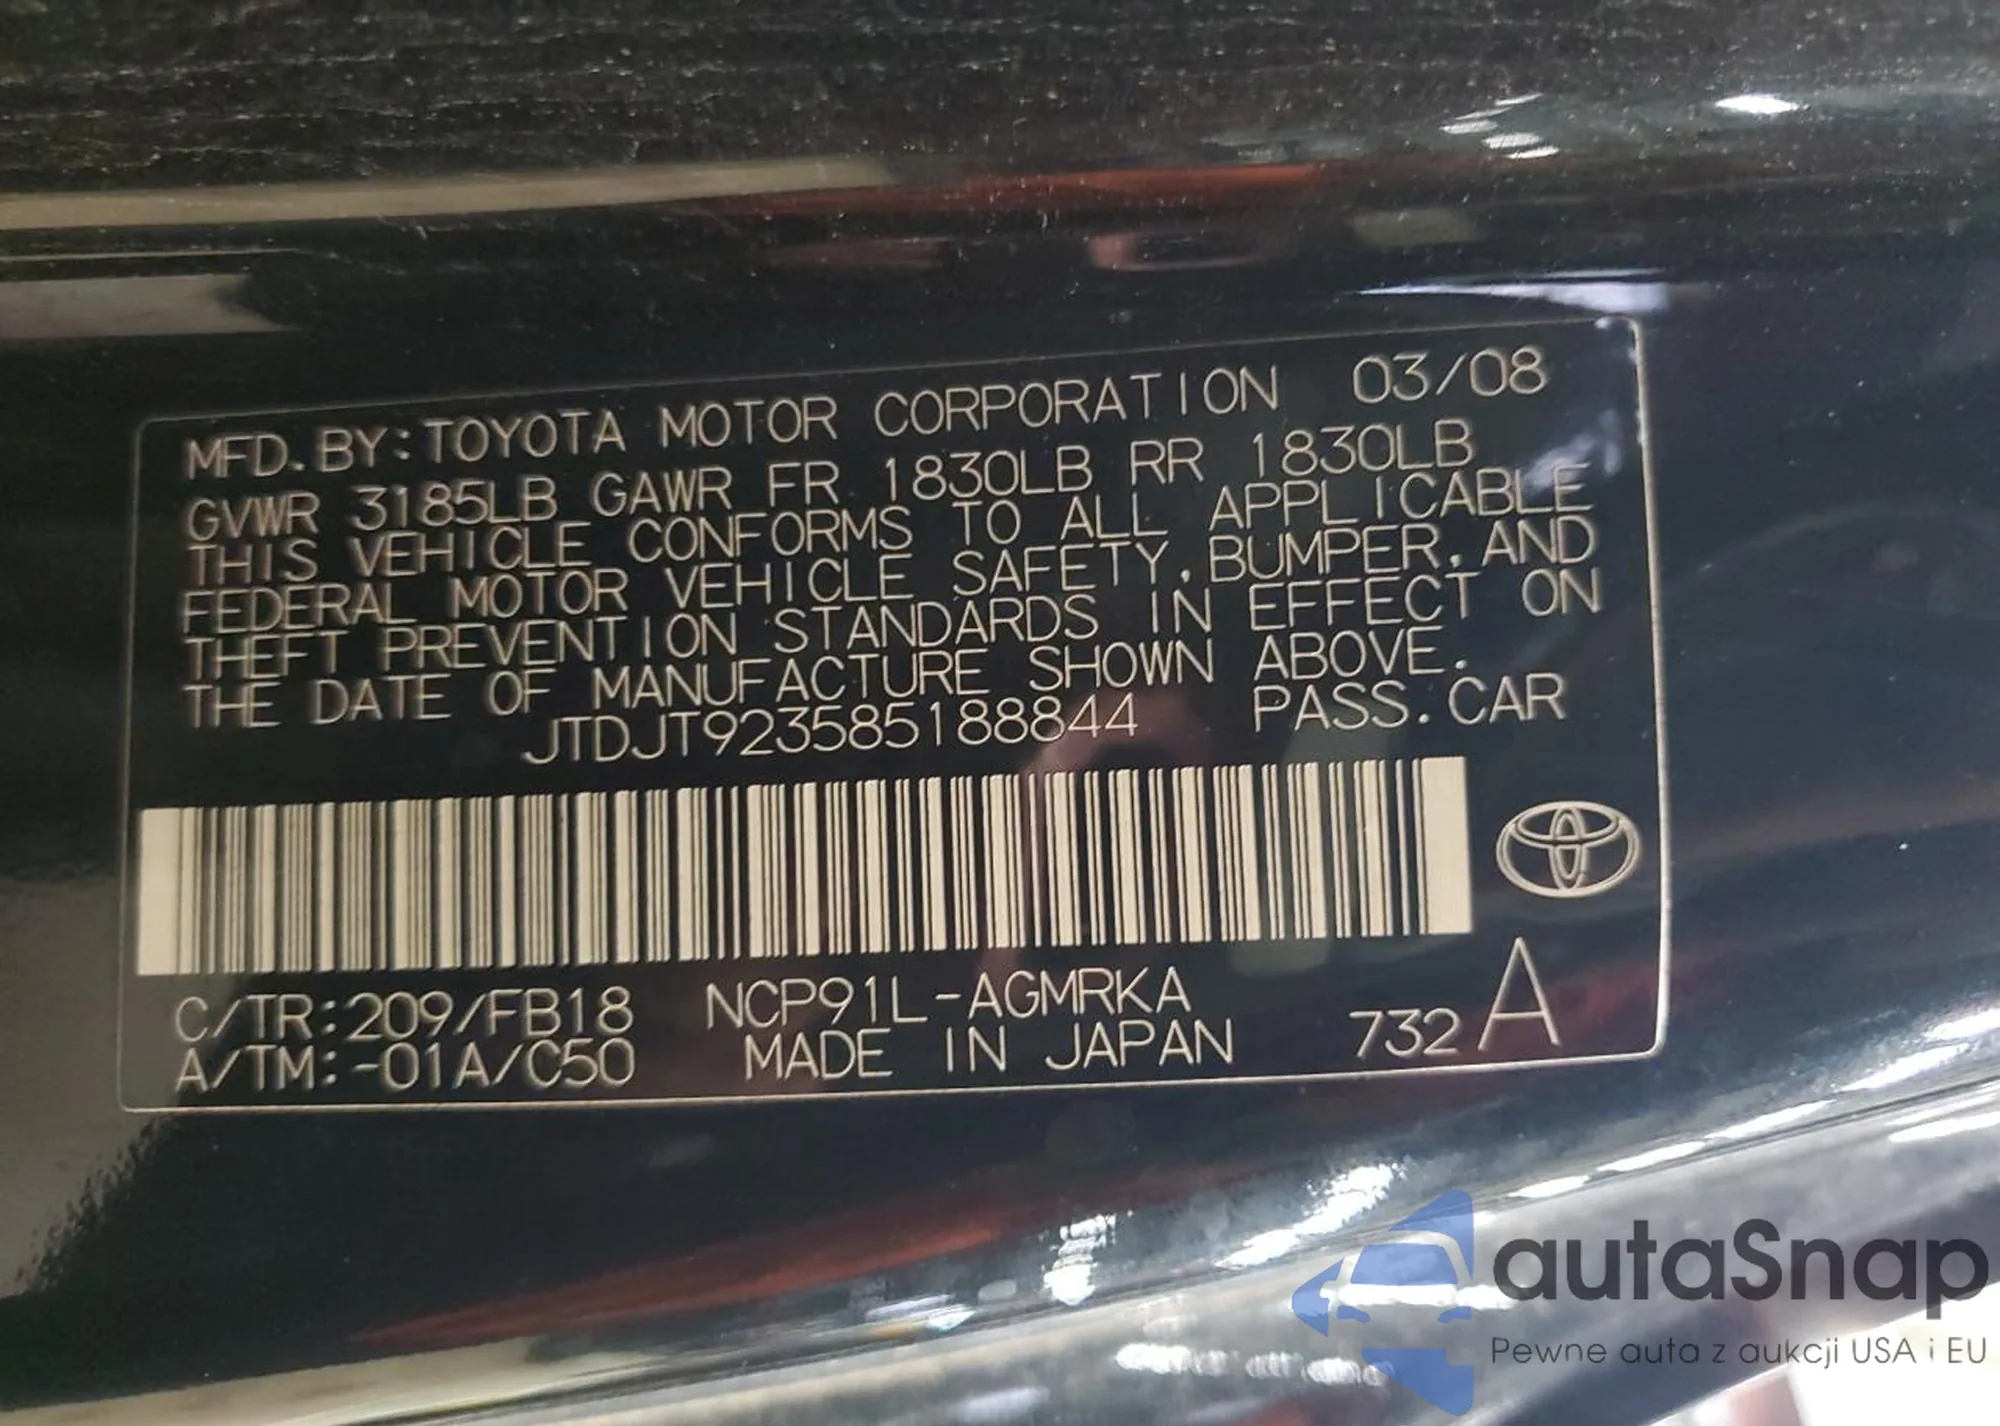 MFD.BY:TOYOTA MOTOR CORPORATION 03/08
GVWR 3185LB GAWR FR 1830LB RR 1830LB
THIS VEHICLE CONFORMS TO ALL APPLICABLE
FEDERAL MOTOR VEHICLE SAFETY, BUMPER, AND
THEFT PREVENTION STANDARDS IN EFFECT ON
THE DATE OF MANUFACTURE SHOWN ABOVE.
JTDJT923585188844 PASS.CAR
C/TR:209/FB18 NCP91L-AGMRKA
A/TM:-01A/C50 MADE IN JAPAN 732 A
autaSnap
Pewne auta z aukcji USA i EU